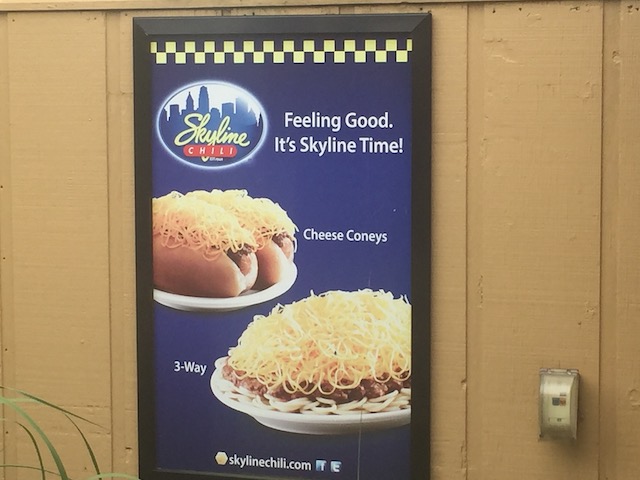 Skyline
CHILI
Feeling Good.
It's Skyline Time!
Cheese Coneys
3-Way
skylinechili.com